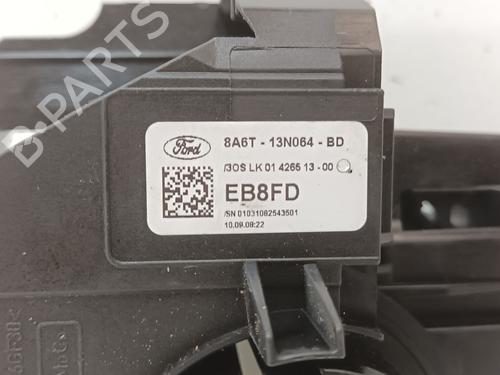 B-PARTS
Ford
8A6T - 13N064 - BD
/3OS LK 01 4265 13 - 00
EB8FD
/SN 01031082543501
10.09.08:22